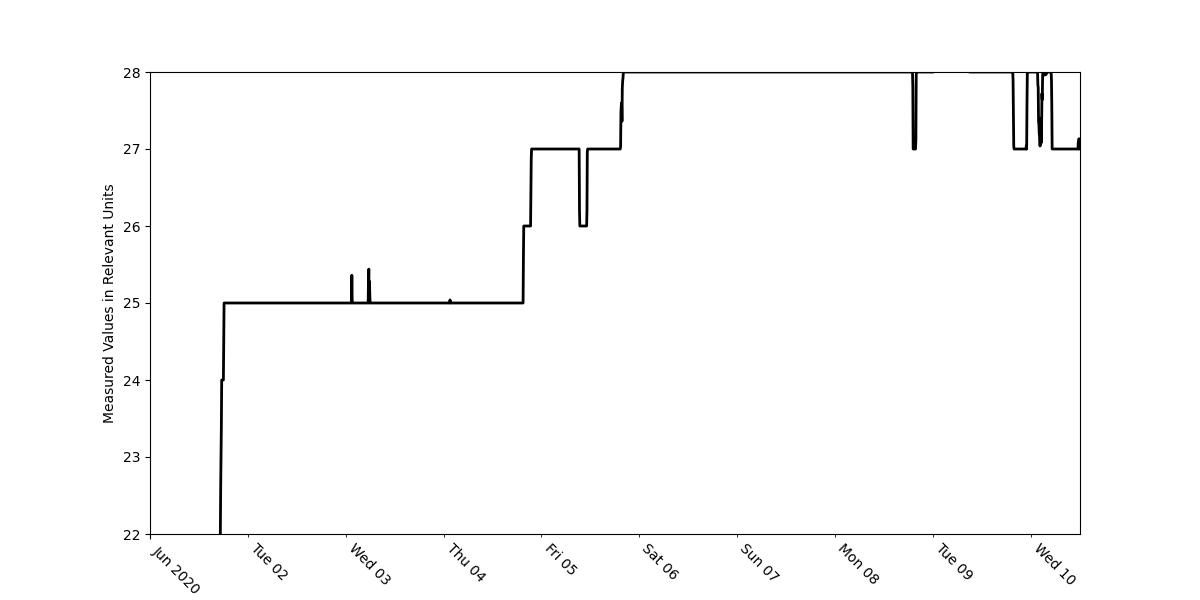 28
27
26
25
24
23
22
Measured Values in Relevant Units
Jun 2020
Tue 02
Wed 03
Thu 04
Fri 05
Sat 06
Sun 07
Mon 08
Tue 09
Wed 10